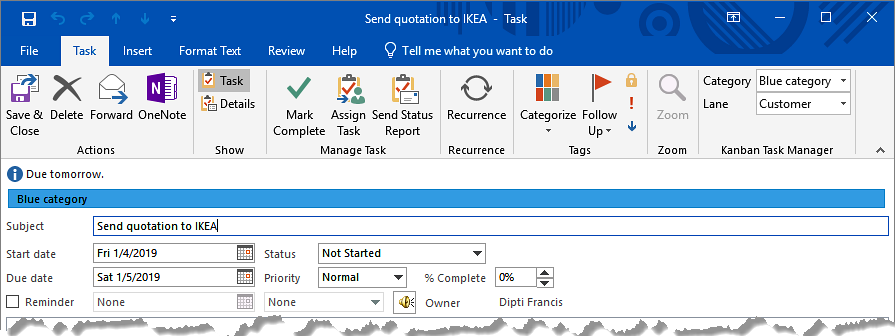 Send quotation to IKEA - Task
File Task Insert Format Text Review Help Tell me what you want to do
Save & Close Delete Forward OneNote Task Details Mark Complete Assign Task Send Status Report Recurrence Categorize Follow Up Zoom Category Blue category Lane Customer
Actions Show Manage Task Recurrence Tags Zoom Kanban Task Manager
Due tomorrow.
Blue category
Subject Send quotation to IKEA
Start date Fri 1/4/2019 Status Not Started
Due date Sat 1/5/2019 Priority Normal % Complete 0%
Reminder None None Owner Dipti Francis